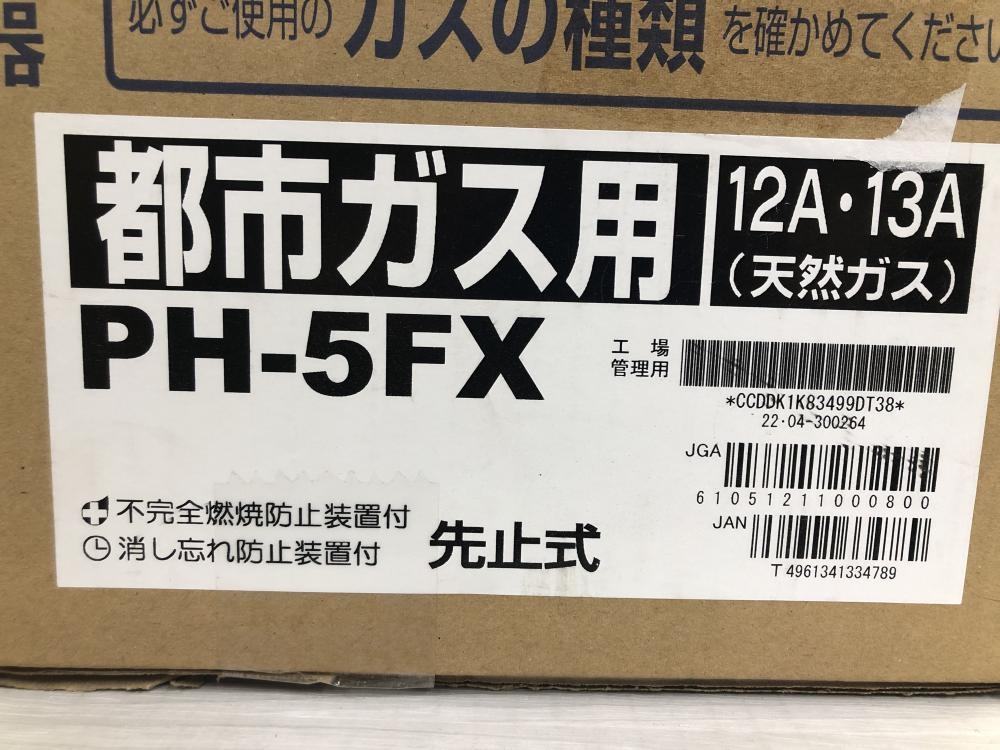 必ずご使用の ガスの種類 を確かめてください
都市ガス用
12A・13A
(天然ガス)
PH-5FX
工場
管理用
*CCDDK1K83499DT38*
22・04-300264
JGA
61051211000800
JAN
T 4961341334789
不完全燃焼防止装置付
消し忘れ防止装置付
先止式